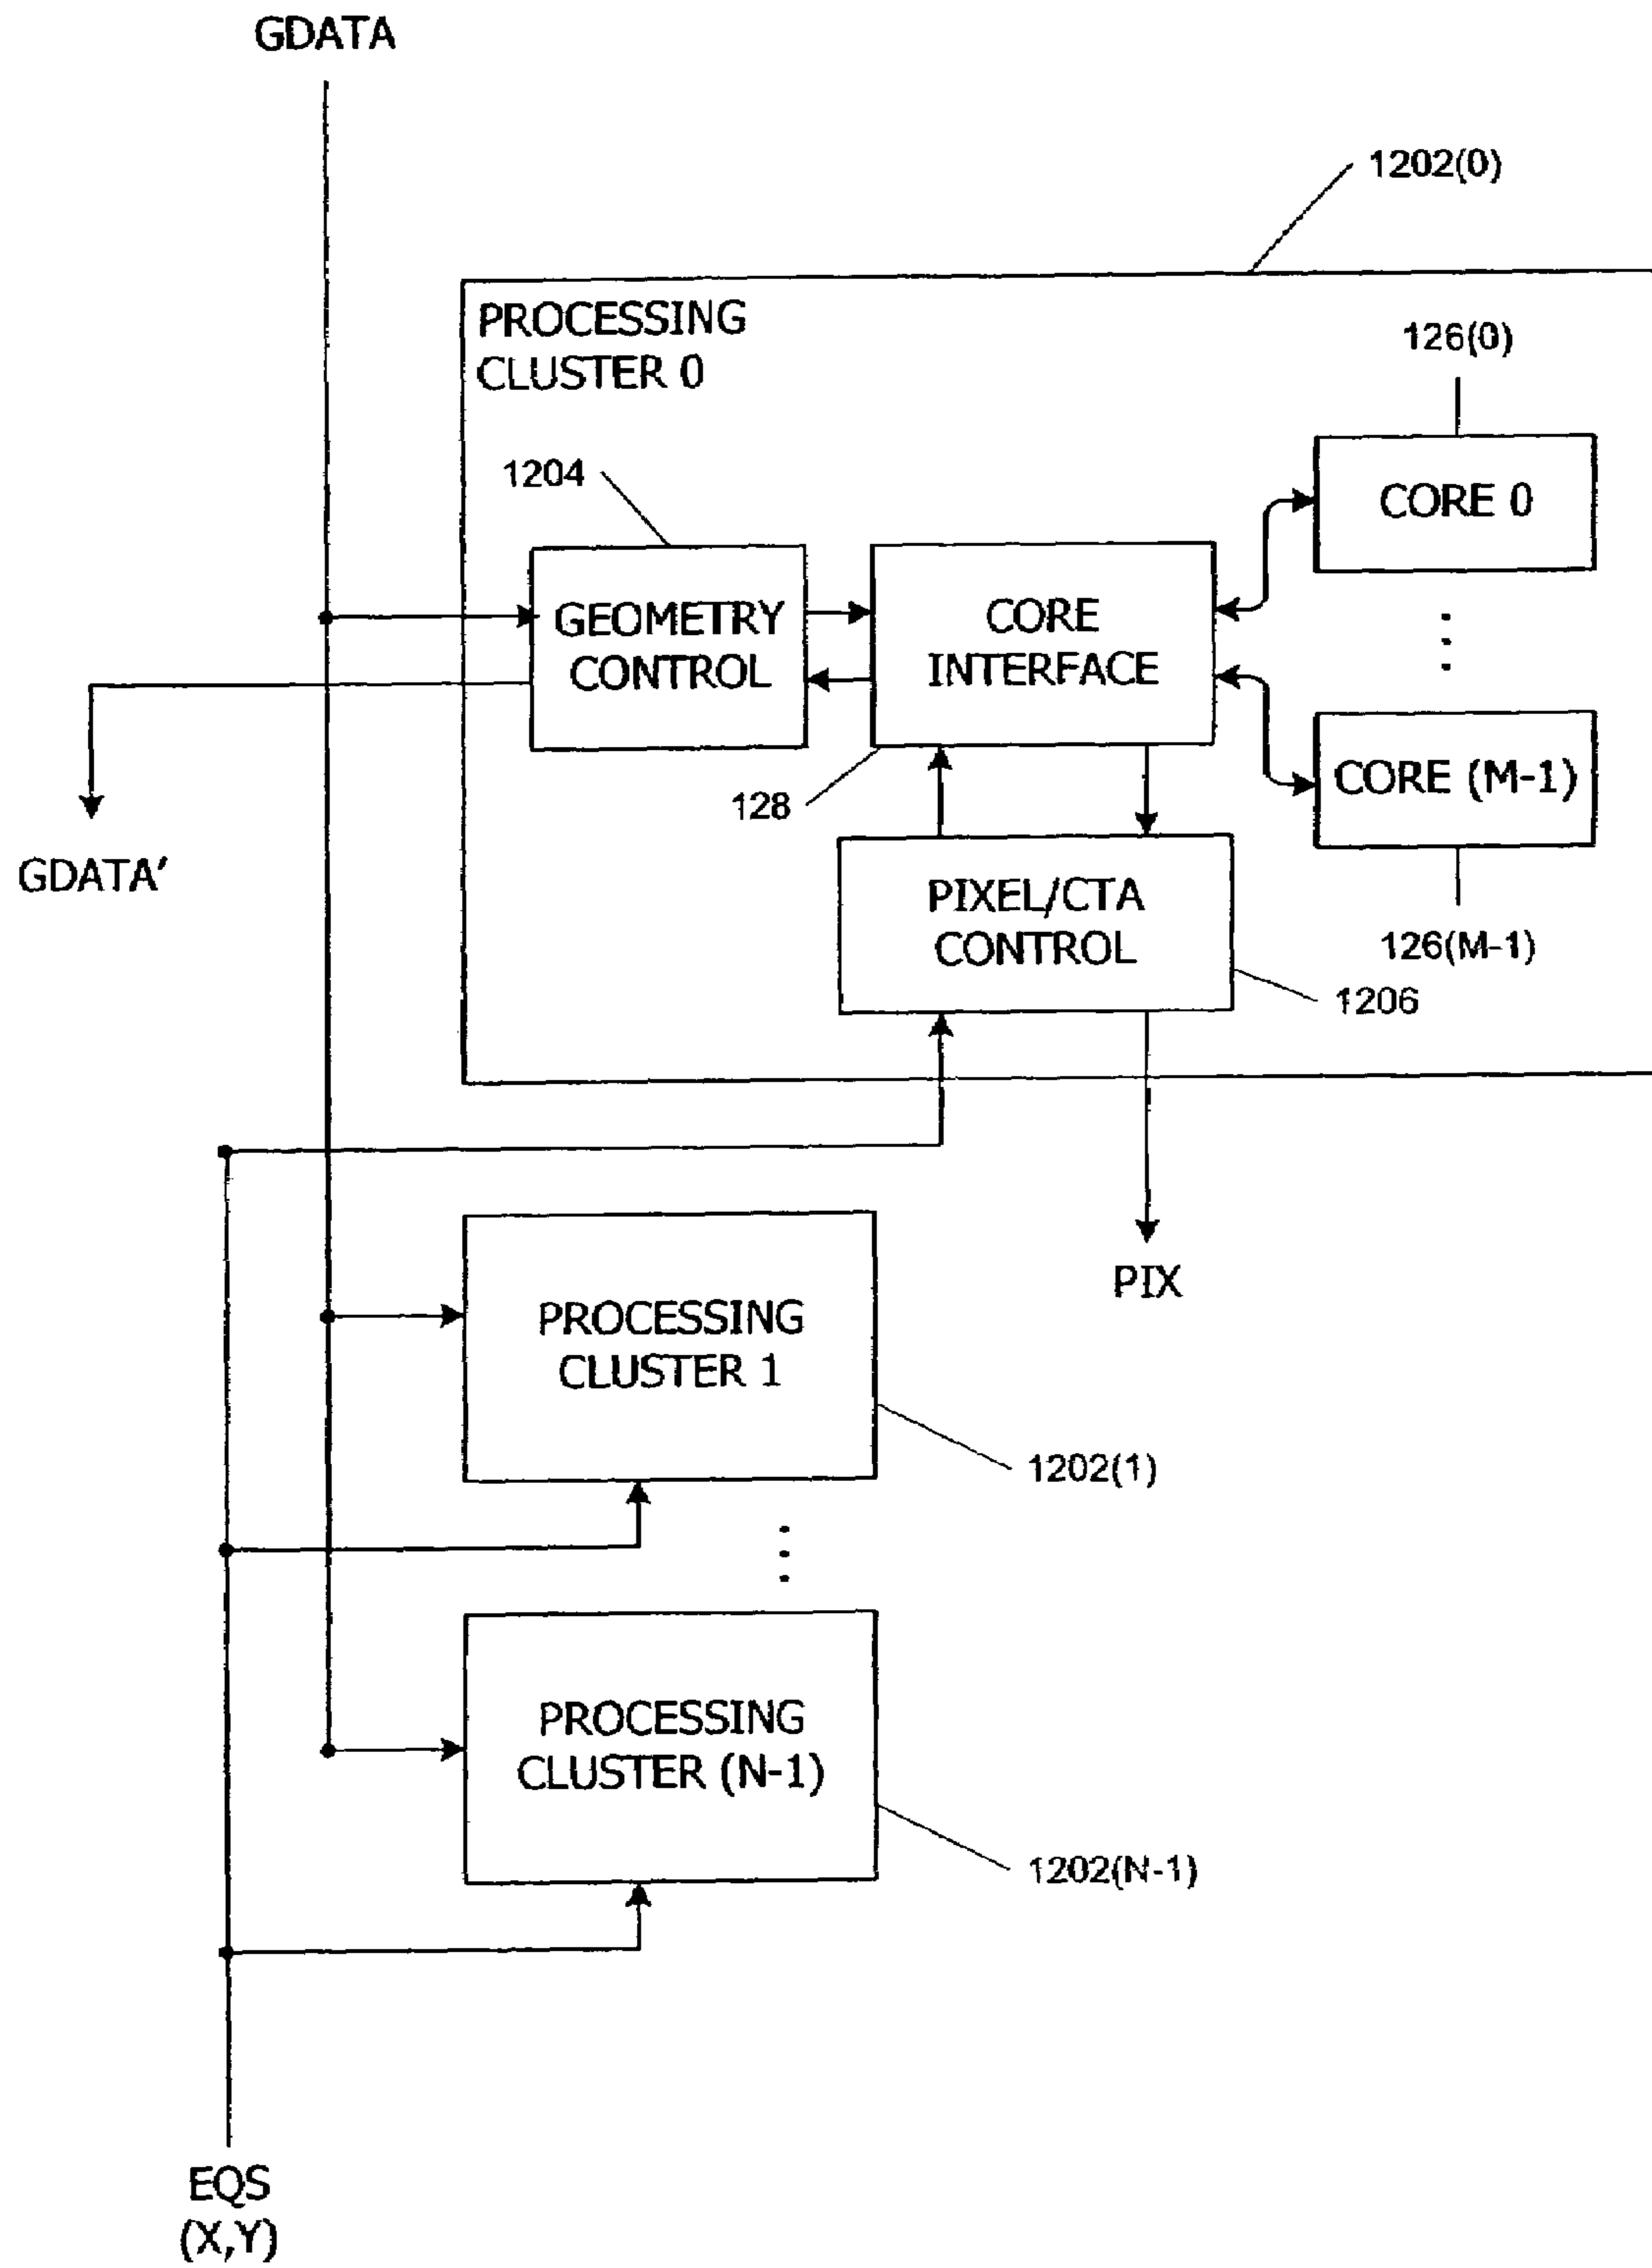 GDATA
1202(0)
PROCESSING
CLUSTER 0
126(0)
1204
CORE 0
GEOMETRY
CONTROL
CORE
INTERFACE
128
CORE (M-1)
GDATA'
PIXEL/CTA
CONTROL
126(M-1)
1206
PIX
PROCESSING
CLUSTER 1
1202(1)
PROCESSING
CLUSTER (N-1)
1202(N-1)
EQS
(X,Y)